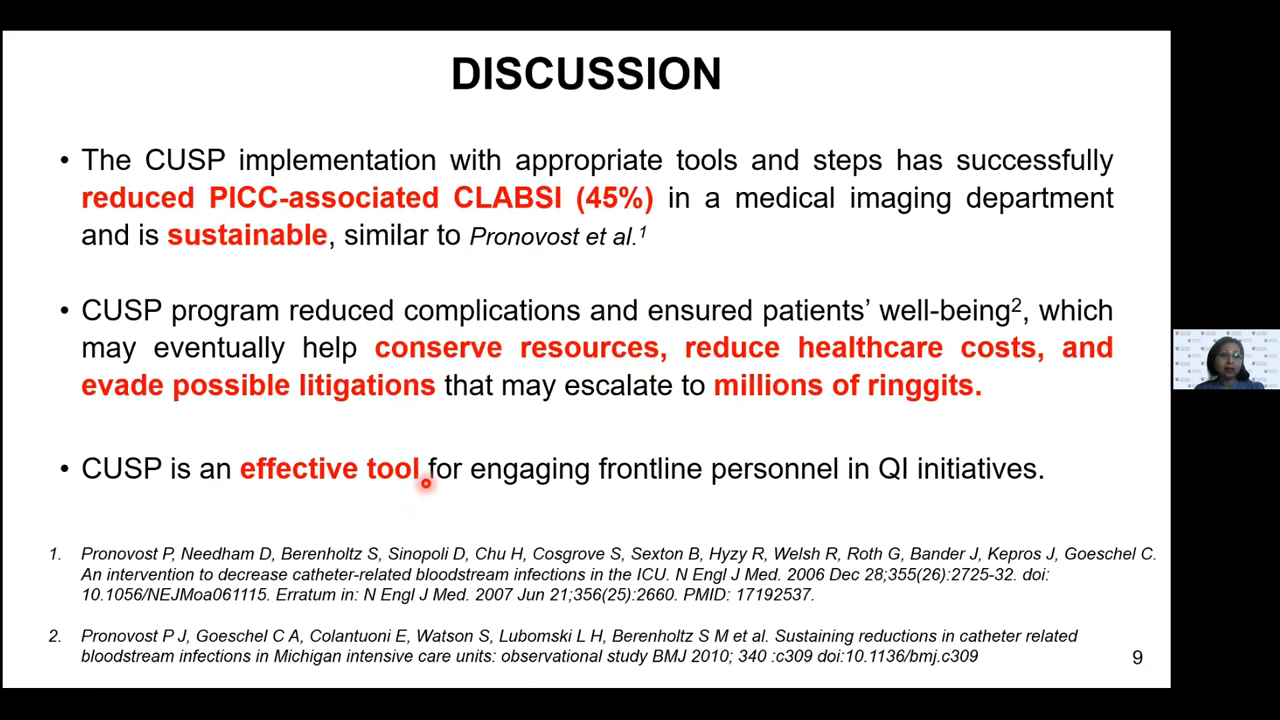 DISCUSSION
• The CUSP implementation with appropriate tools and steps has successfully
reduced PICC-associated CLABSI (45%) in a medical imaging department
and is sustainable, similar to Pronovost et al.1
• CUSP program reduced complications and ensured patients’ well-being2, which
may eventually help conserve resources, reduce healthcare costs, and
evade possible litigations that may escalate to millions of ringgits.
• CUSP is an effective tool for engaging frontline personnel in QI initiatives.
1. Pronovost P, Needham D, Berenholtz S, Sinopoli D, Chu H, Cosgrove S, Sexton B, Hyzy R, Welsh R, Roth G, Bander J, Kepros J, Goeschel C.
An intervention to decrease catheter-related bloodstream infections in the ICU. N Engl J Med. 2006 Dec 28;355(26):2725-32. doi:
10.1056/NEJMoa061115. Erratum in: N Engl J Med. 2007 Jun 21;356(25):2660. PMID: 17192537.
2. Pronovost P J, Goeschel C A, Colantuoni E, Watson S, Lubomski L H, Berenholtz S M et al. Sustaining reductions in catheter related
bloodstream infections in Michigan intensive care units: observational study BMJ 2010; 340 :c309 doi:10.1136/bmj.c309
9